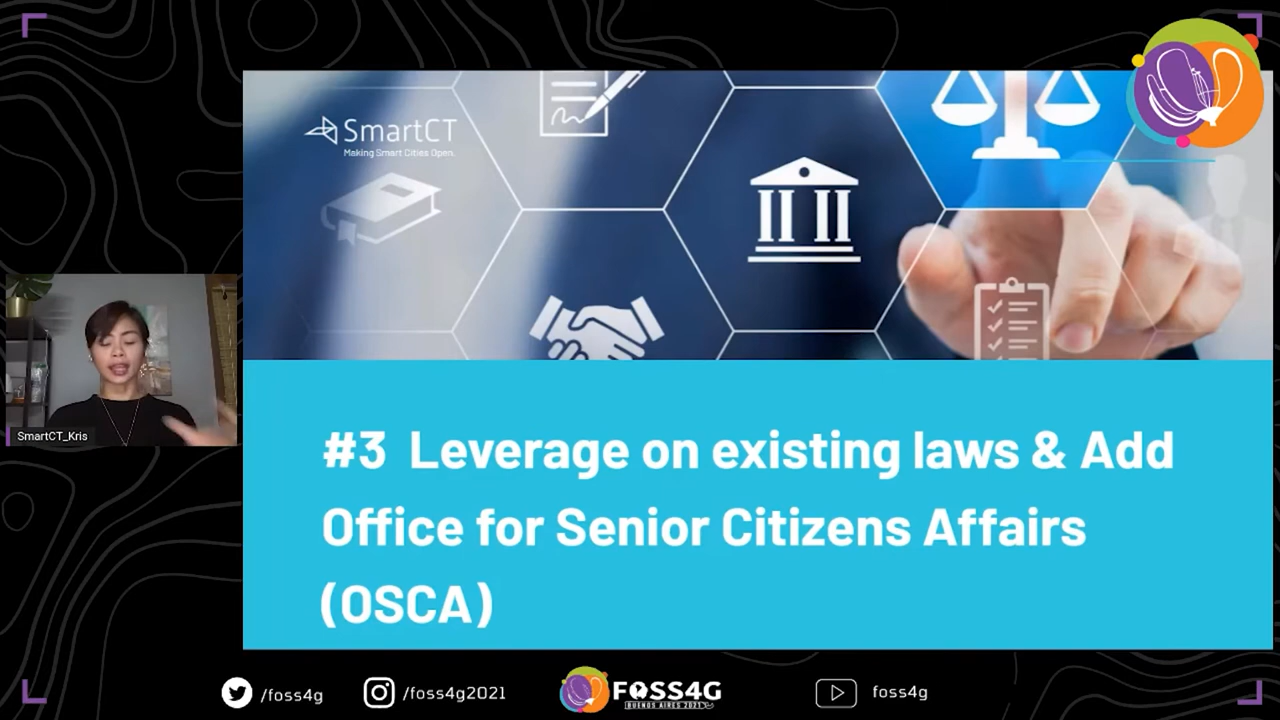 SmartCT
Making Smart Cities Open.
SmartCT_Kris
#3 Leverage on existing laws & Add
Office for Senior Citizens Affairs
(OSCA)
/foss4g
/foss4g2021
FOSS4G
BUENOS AIRES 2021
foss4g